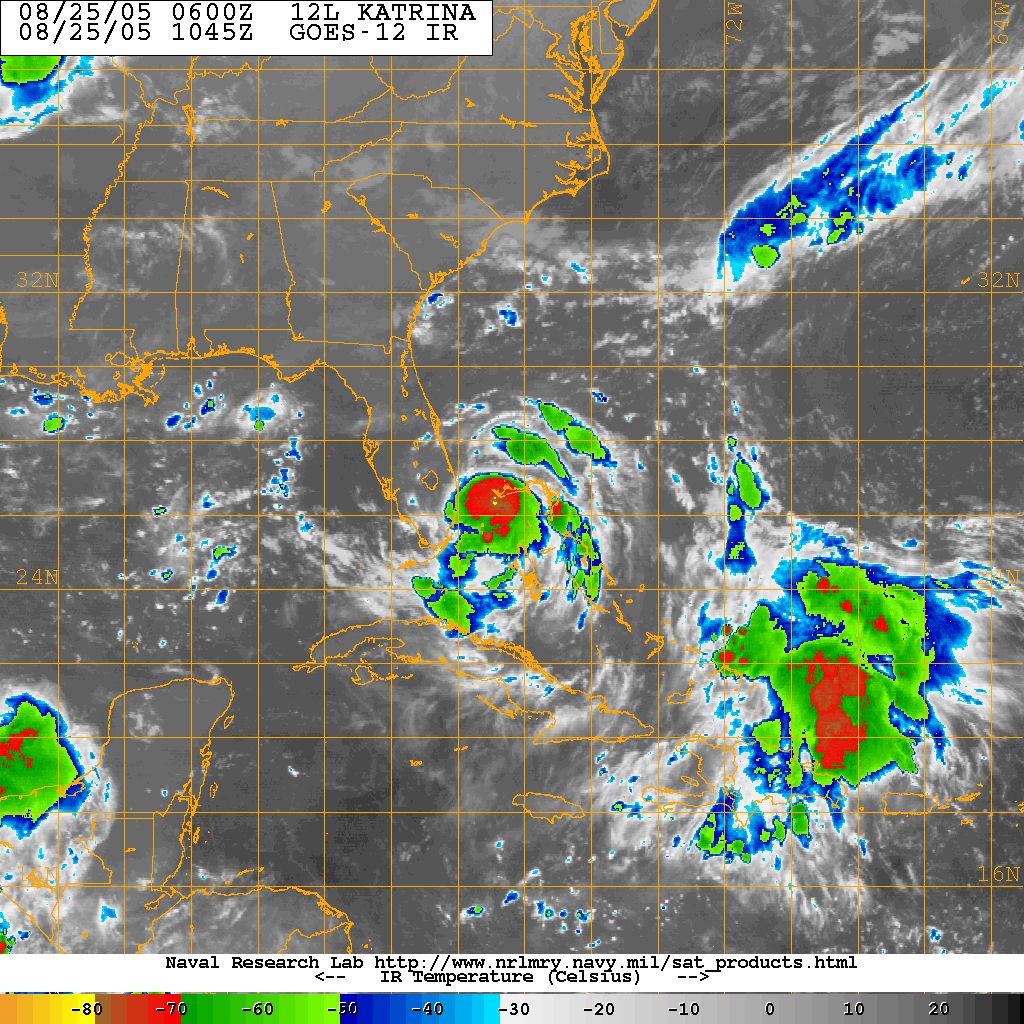 08/25/05 0600Z 12L KATRINA
08/25/05 1045Z GOES-12 IR
72W
64W
32N
32N
24N
16N
Naval Research Lab http://www.nrlmry.navy.mil/sat_products.html
<-- IR Temperature (Celsius) -->
-80 -70 -60 -50 -40 -30 -20 -10 0 10 20